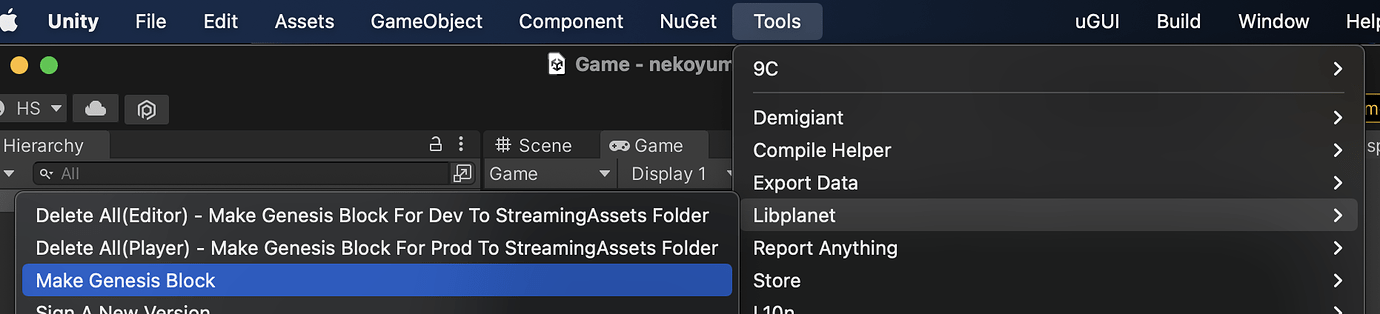 Unity File Edit Assets GameObject Component NuGet Tools uGUI Build Window Help
Game - nekoyum
9C
HS
Demigiant
Hierarchy
Scene
Game
Compile Helper
All
Game
Display 1
Export Data
Delete All(Editor) - Make Genesis Block For Dev To StreamingAssets Folder
Libplanet
Delete All(Player) - Make Genesis Block For Prod To StreamingAssets Folder
Report Anything
Make Genesis Block
Store
Sign A New Version
L10n